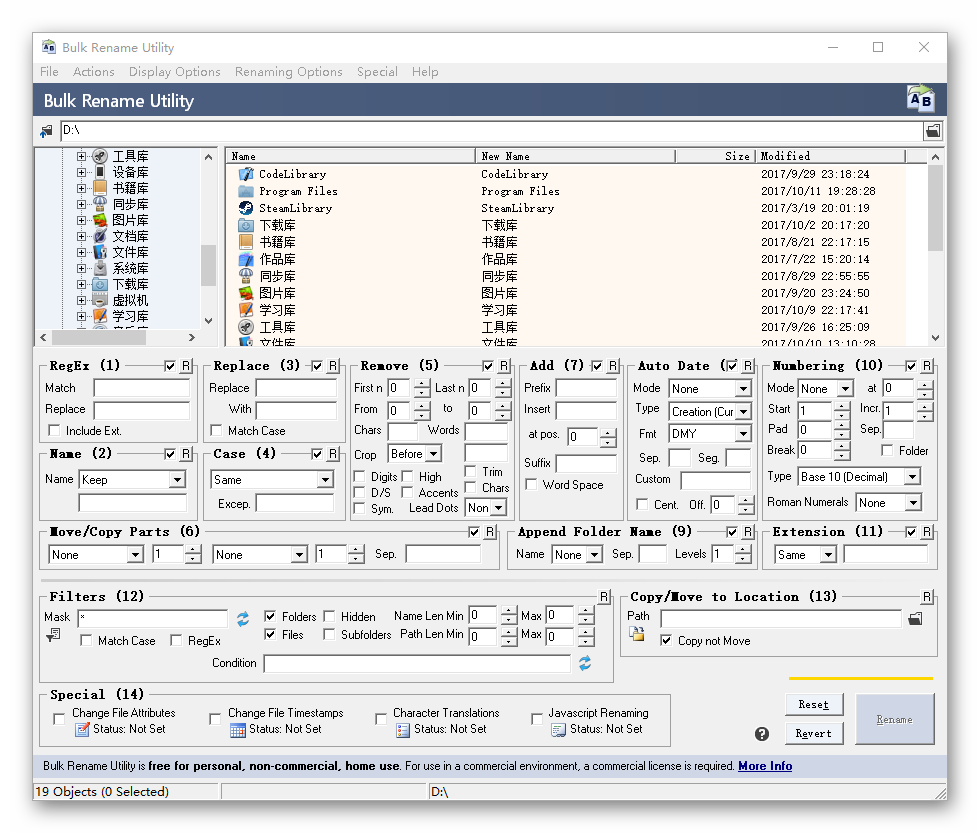 Bulk Rename Utility
File Actions Display Options Renaming Options Special Help
Bulk Rename Utility
D:\
工具库
设备库
书籍库
同步库
图片库
文档库
文件库
系统库
下载库
虚拟机
学习库
Name New Name Size Modified
CodeLibrary CodeLibrary 2017/9/29 23:18:24
Program Files Program Files 2017/10/11 19:28:28
SteamLibrary SteamLibrary 2017/3/19 20:01:19
下载库 下载库 2017/10/2 20:17:20
书籍库 书籍库 2017/8/21 22:17:15
作品库 作品库 2017/7/22 15:20:14
同步库 同步库 2017/8/29 22:55:55
图片库 图片库 2017/9/20 23:24:50
学习库 学习库 2017/10/9 22:17:41
工具库 工具库 2017/9/26 16:25:09
文件库 文件库 2017/10/10 13:10:28
RegEx (1) R
Match
Replace
Include Ext.
Replace (3) R
Replace
With
Match Case
Remove (5) R
First n 0 Last n 0
From 0 to 0
Chars Words
Crop Before
Digits High Trim
D/S Accents Chars
Sym. Lead Dots Non
Add (7) R
Prefix
Insert
at pos. 0
Suffix
Word Space
Auto Date R
Mode None
Type Creation (Cur
Fmt DMY
Sep. Seg.
Custom
Cent. Off. 0
Numbering (10) R
Mode None at 0
Start 1 Incr. 1
Pad 0 Sep.
Break 0 Folder
Type Base 10 (Decimal)
Roman Numerals None
Name (2) R
Name Keep
Case (4) R
Same
Excep.
Move/Copy Parts (6) R
None 1 None 1 Sep.
Append Folder Name (9) R
Name None Sep. Levels 1
Extension (11) R
Same
Filters (12) R
Mask * Folders Hidden Name Len Min 0 Max 0
Match Case RegEx Files Subfolders Path Len Min 0 Max 0
Condition
Copy/Move to Location (13) R
Path
Copy not Move
Special (14)
Change File Attributes Change File Timestamps Character Translations Javascript Renaming
Status: Not Set Status: Not Set Status: Not Set Status: Not Set
Reset
Revert
Rename
Bulk Rename Utility is free for personal, non-commercial, home use. For use in a commercial environment, a commercial license is required. More Info
19 Objects (0 Selected) D:\